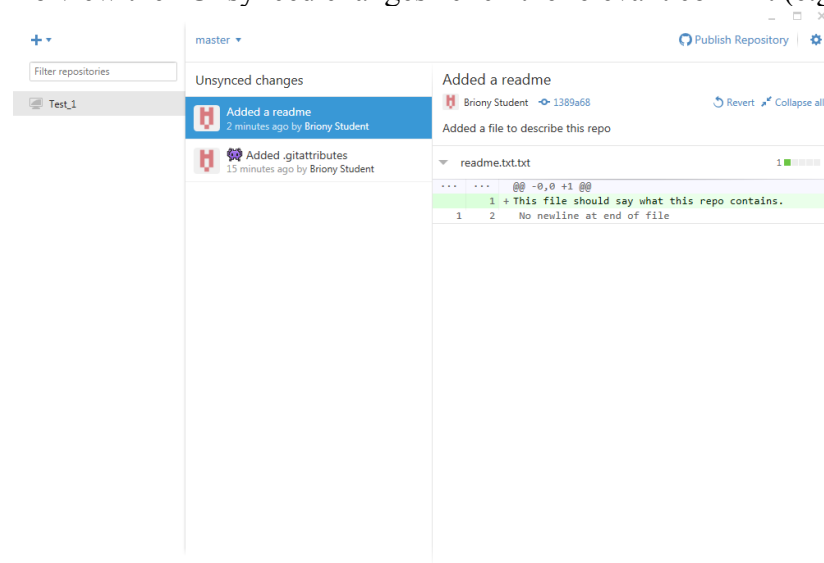 master
Publish Repository
Filter repositories
Test_1
Unsynced changes
Added a readme
2 minutes ago by Briony Student
Added .gitattributes
15 minutes ago by Briony Student
Added a readme
Briony Student 1389a68
Revert Collapse all
Added a file to describe this repo
readme.txt.txt 1
... ... @@ -0,0 +1 @@
1 + This file should say what this repo contains.
1 2 No newline at end of file